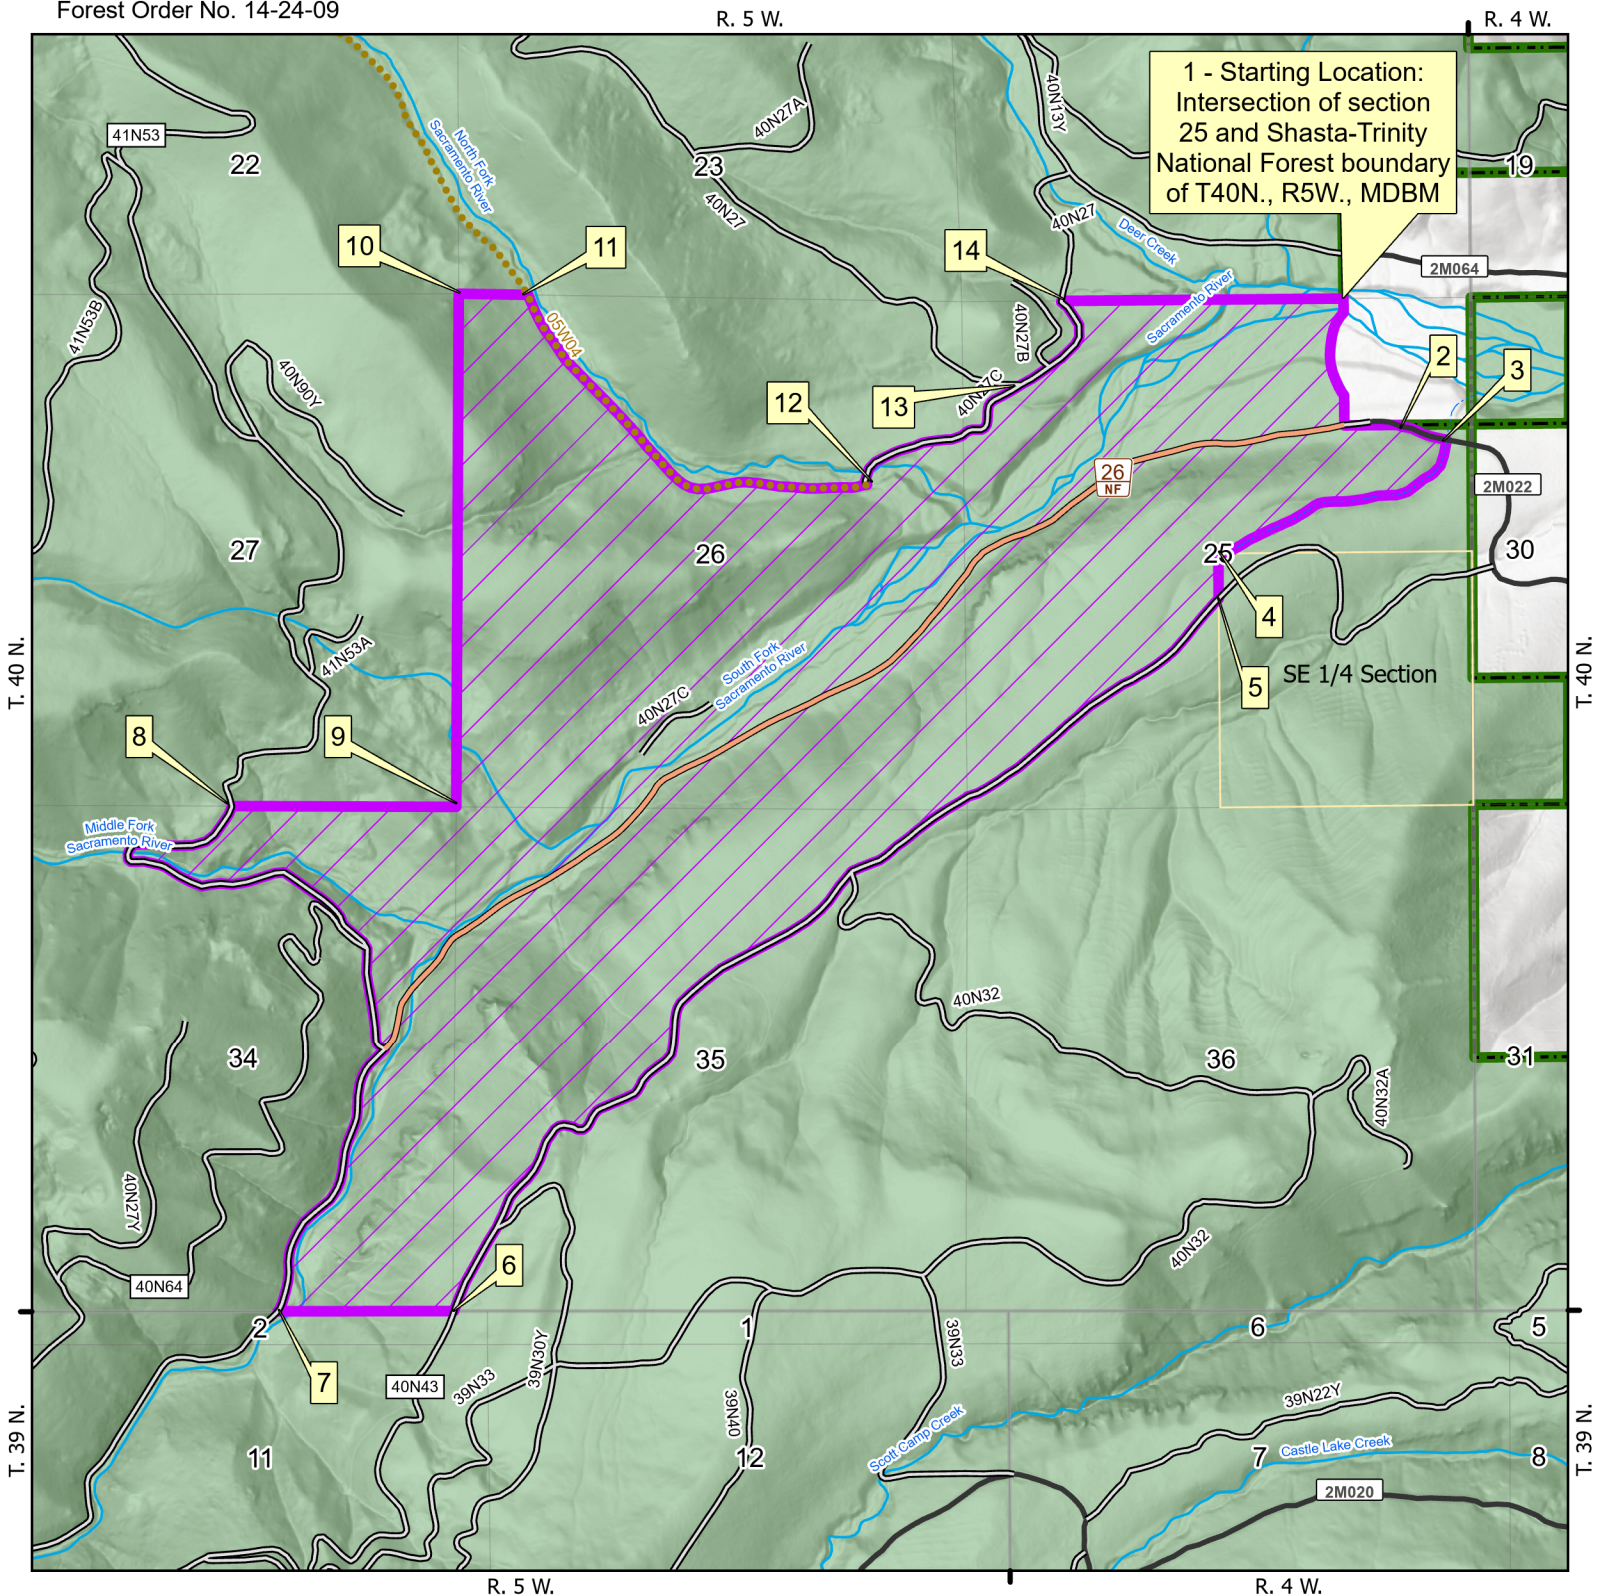 Forest Order No. 14-24-09
R. 5 W.
R. 4 W.
1 - Starting Location:
Intersection of section
25 and Shasta-Trinity
National Forest boundary
of T40N., R5W., MDBM
40N13Y
40N27A
41N53
North Fork
Sacramento River
22
23
19
40N27
40N27
Deer Creek
10
11
14
2M064
Sacramento River
41N53B
05W04
40N27B
2
3
40N90Y
40N27C
12
13
26
NF
2M022
27
26
25
30
4
41N53A
T. 40 N.
T. 40 N.
South Fork
Sacramento River
SE 1/4 Section
5
40N27C
8
9
Middle Fork
Sacramento River
40N32
34
35
36
31
40N32A
40N27Y
40N32
6
40N64
2
1
6
5
7
39N33
39N30Y
40N43
39N33
39N40
39N22Y
Scott Camp Creek
T. 39 N.
T. 39 N.
11
12
7
Castle Lake Creek
8
2M020
R. 5 W.
R. 4 W.